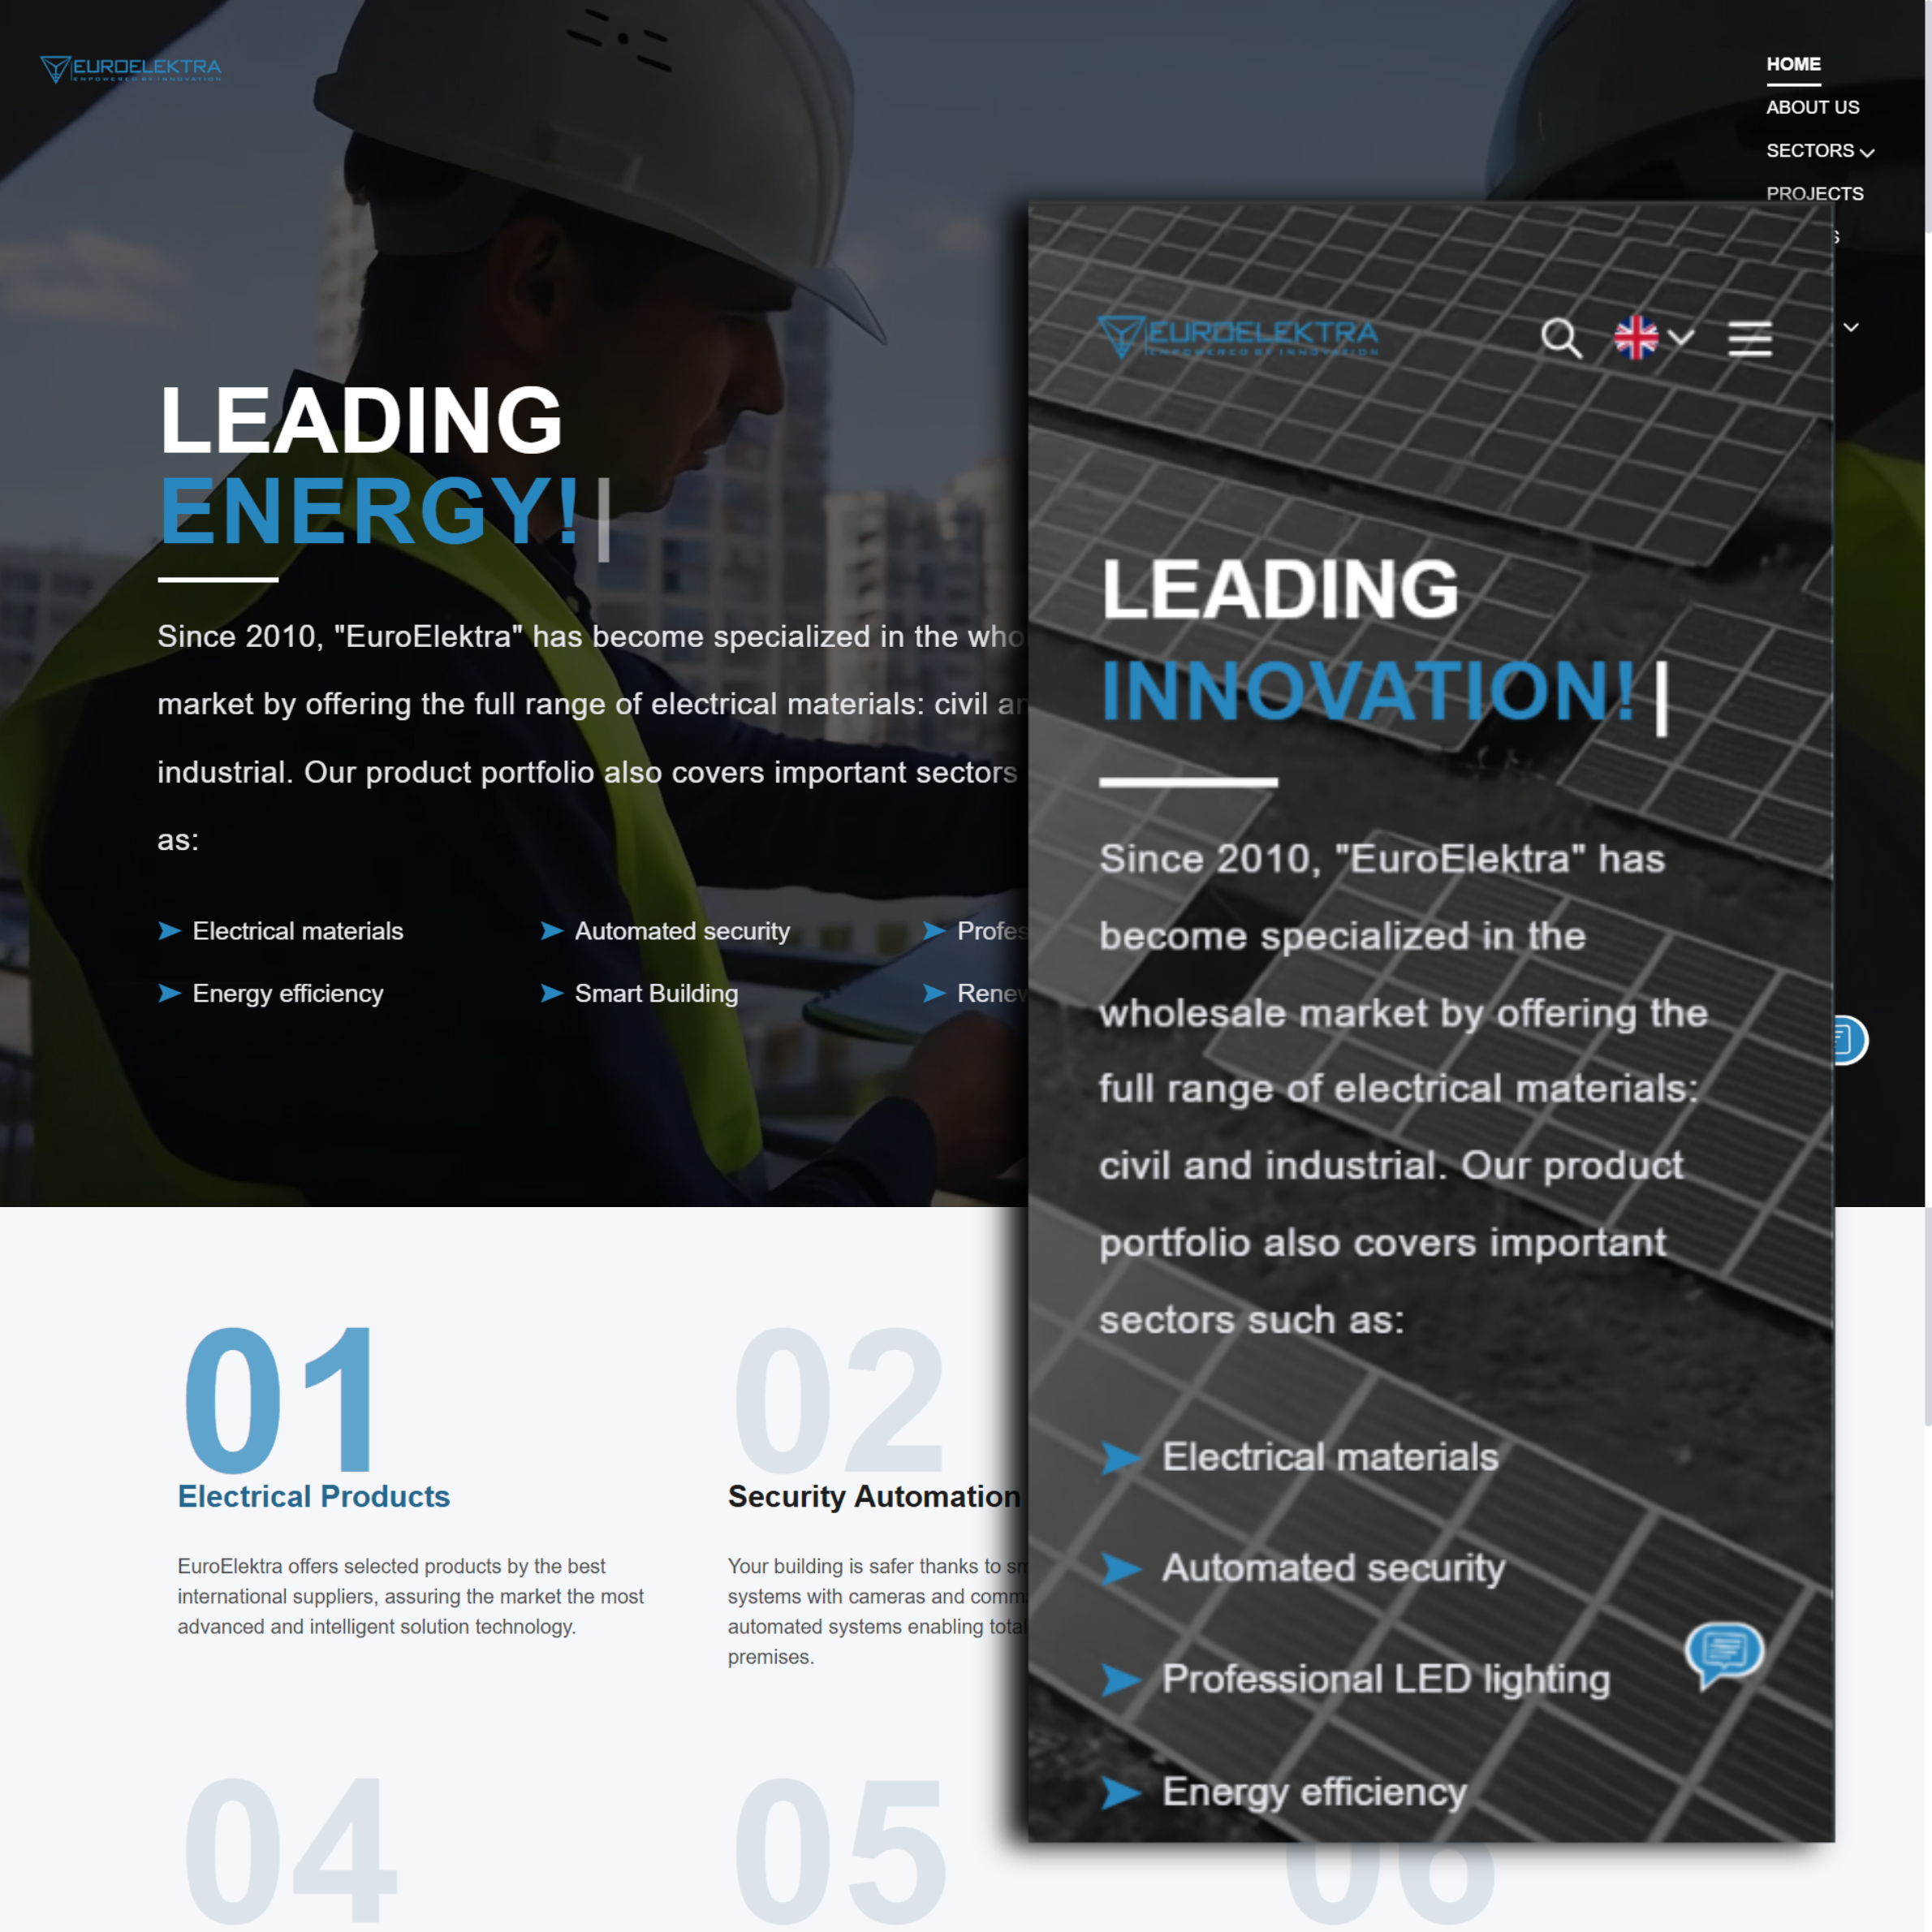 EUROELEKTRA
EMPOWERED BY INNOVATION
HOME
ABOUT US
SECTORS
PROJECTS
LEADING
ENERGY!
Since 2010, "EuroElektra" has become specialized in the
market by offering the full range of electrical materials: civil
industrial. Our product portfolio also covers important sectors
as:
Electrical materials
Automated security
Energy efficiency
Smart Building
01
Electrical Products
EuroElektra offers selected products by the best
international suppliers, assuring the market the most
advanced and intelligent solution technology.
02
Security Automation
Your building is safer thanks to
systems with cameras and
automated systems enabling total
premises.
04
05
06
EUROELEKTRA
EMPOWERED BY INNOVATION
LEADING
INNOVATION!
Since 2010, "EuroElektra" has
become specialized in the
wholesale market by offering the
full range of electrical materials:
civil and industrial. Our product
portfolio also covers important
sectors such as:
Electrical materials
Automated security
Professional LED lighting
Energy efficiency